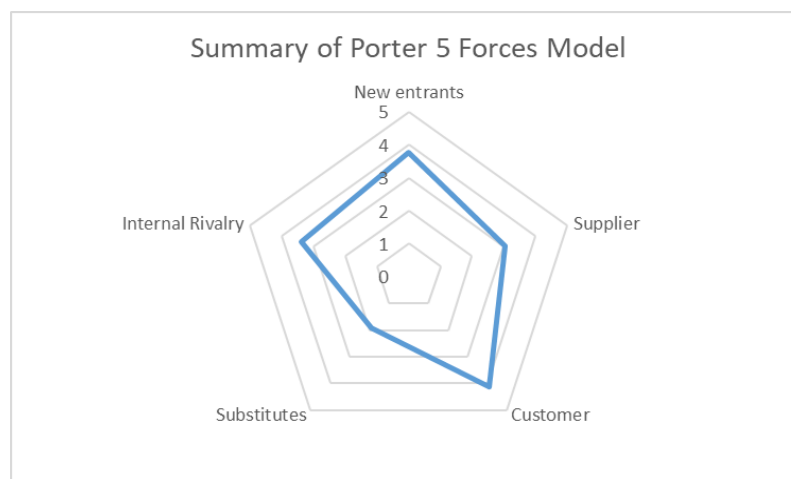 Summary of Porter 5 Forces Model
New entrants
5
4
3
2
1
0
Internal Rivalry
Supplier
Substitutes
Customer